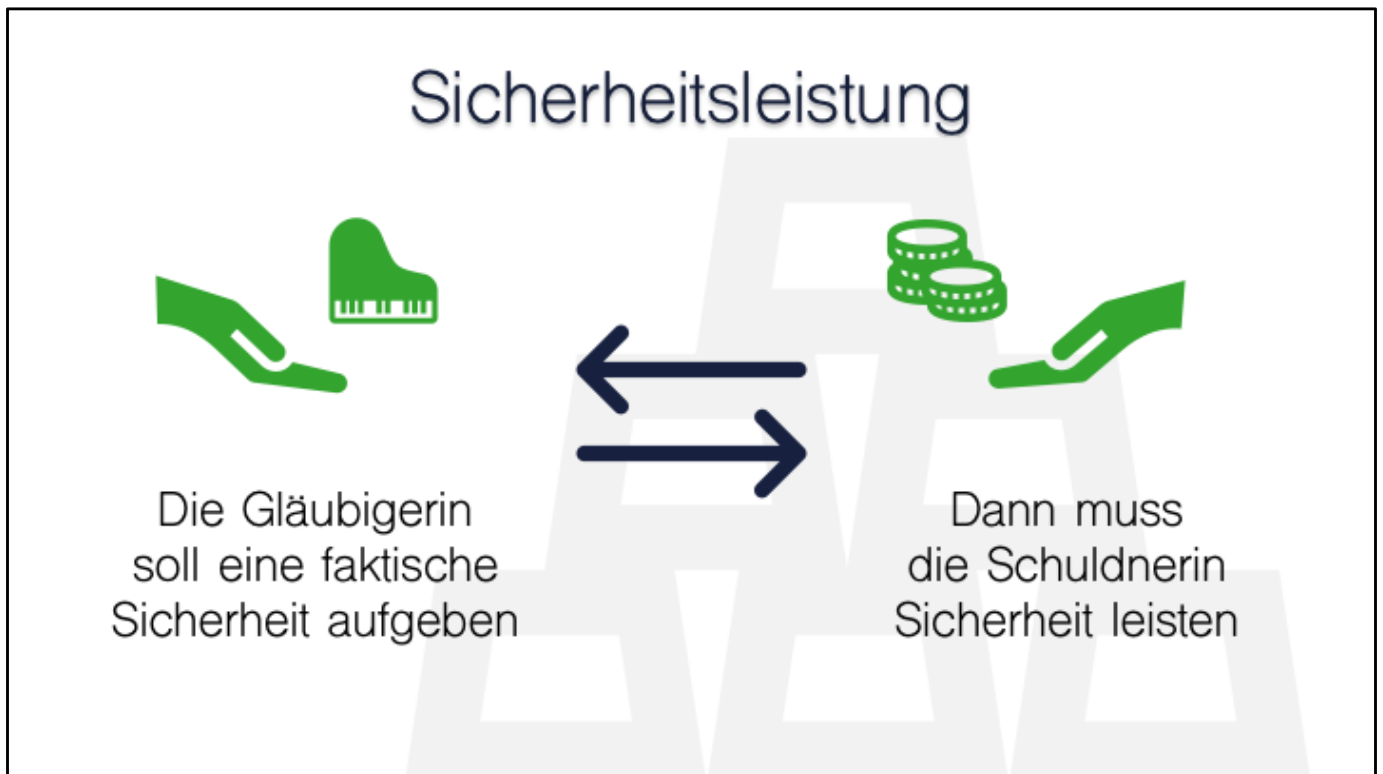 Sicherheitsleistung
Die Gläubigerin
soll eine faktische
Sicherheit aufgeben
Dann muss
die Schuldnerin
Sicherheit leisten